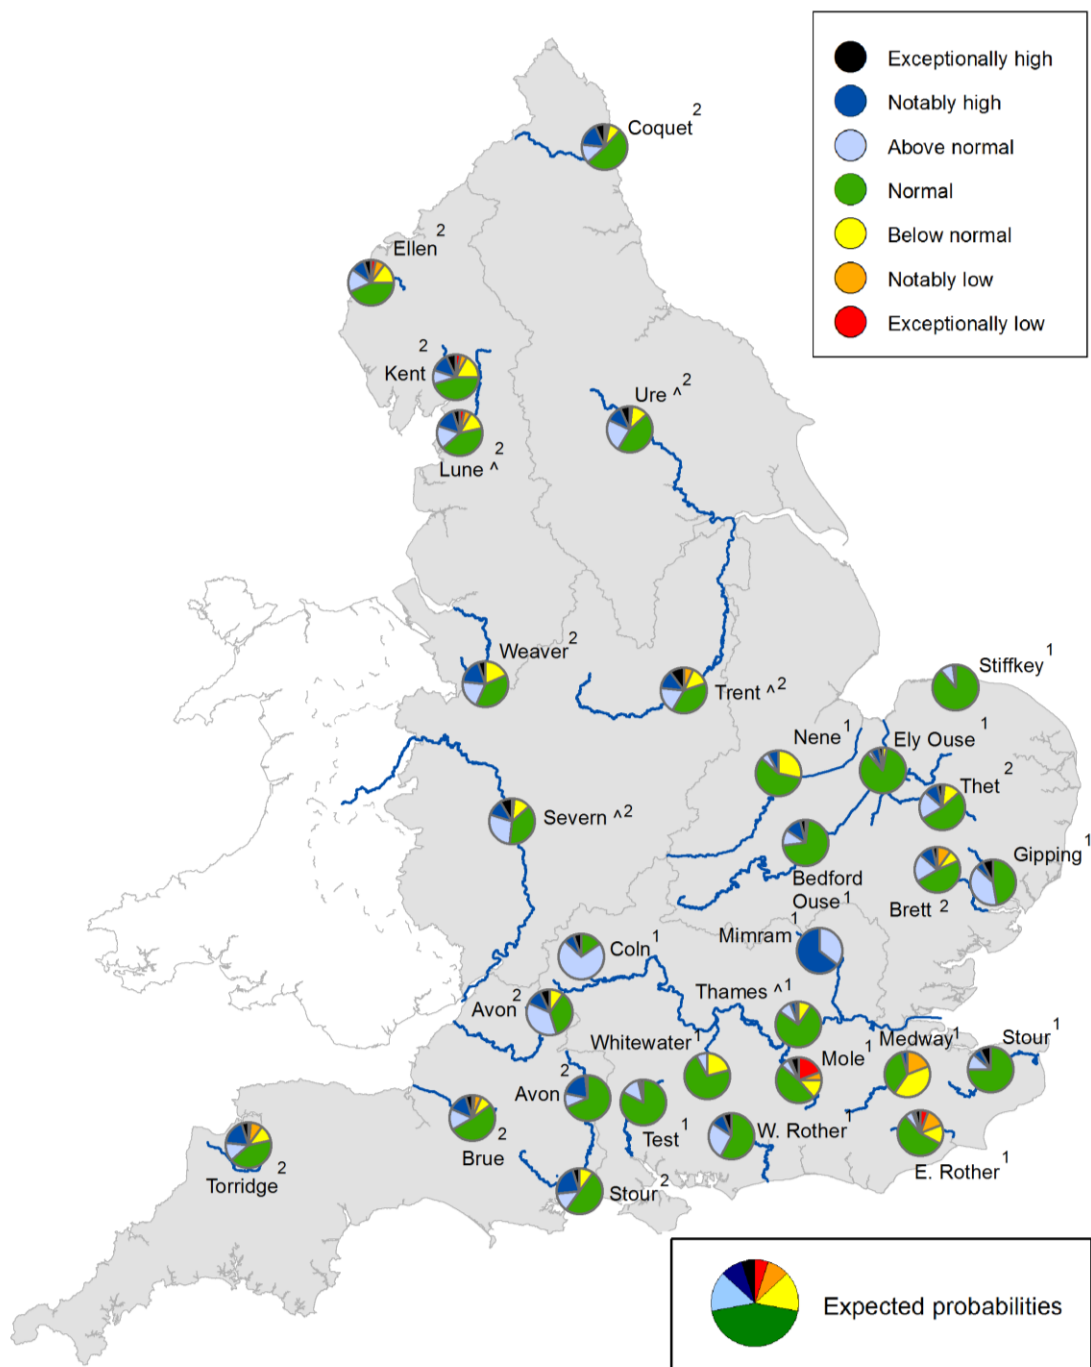 Exceptionally high
Notably high
Above normal
Normal
Below normal
Notably low
Exceptionally low
Coquet 2
Ellen 2
Kent 2
Ure ^ 2
Lune ^ 2
Weaver 2
Trent ^ 2
Stiffkey 1
Nene 1
Ely Ouse 1
Thet 2
Severn ^ 2
Gipping 1
Bedford
Ouse 1
Brett 2
Mimram 1
Coln 1
Thames ^ 1
Avon 2
Whitewater 1
Mole 1
Medway 1
Stour 1
Avon 2
Test 1
W. Rother 1
E. Rother 1
Brue 2
Torridge 2
Stour 2
Expected probabilities